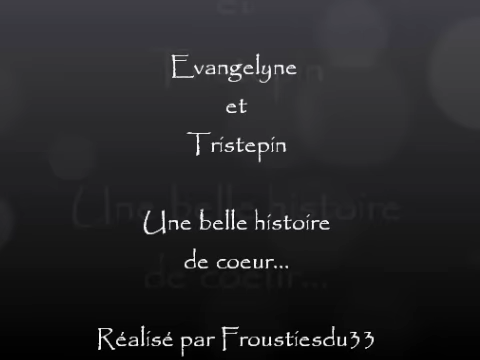 Evangelyne
et
Tristepin
Une belle histoire
de coeur...
Réalisé par Froustiesdu33